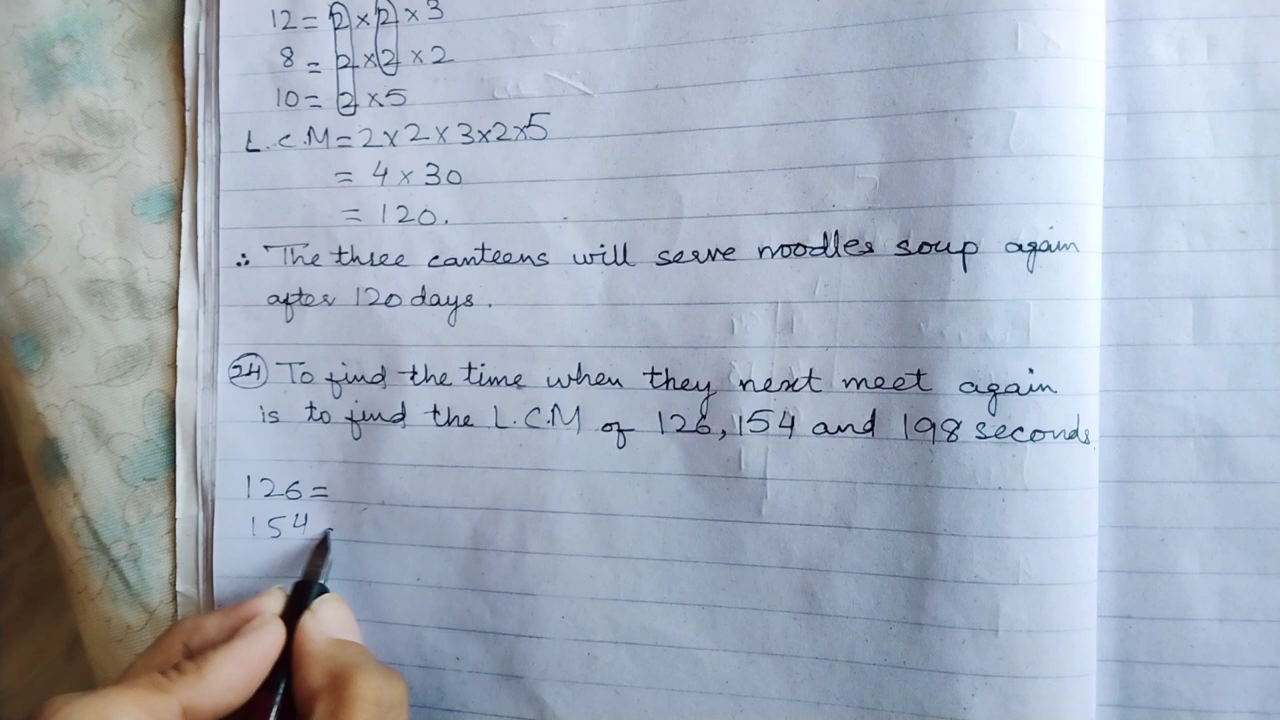 12 = 2 × 2 × 3
8 = 2 × 2 × 2
10 = 2 × 5
L.C.M = 2 × 2 × 3 × 2 × 5
= 4 × 30
= 120.
∴ The three canteens will serve noodles soup again
after 120 days.
24 To find the time when they next meet again
is to find the L.C.M of 126, 154 and 198 seconds
126 =
154